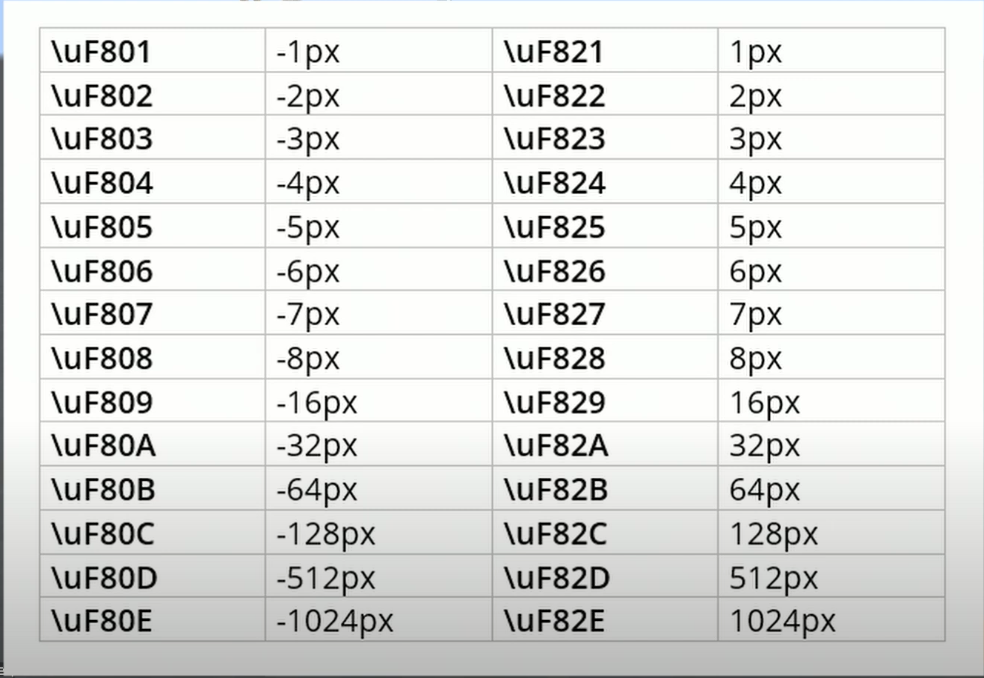 \uF801 -1px \uF821 1px
\uF802 -2px \uF822 2px
\uF803 -3px \uF823 3px
\uF804 -4px \uF824 4px
\uF805 -5px \uF825 5px
\uF806 -6px \uF826 6px
\uF807 -7px \uF827 7px
\uF808 -8px \uF828 8px
\uF809 -16px \uF829 16px
\uF80A -32px \uF82A 32px
\uF80B -64px \uF82B 64px
\uF80C -128px \uF82C 128px
\uF80D -512px \uF82D 512px
\uF80E -1024px \uF82E 1024px